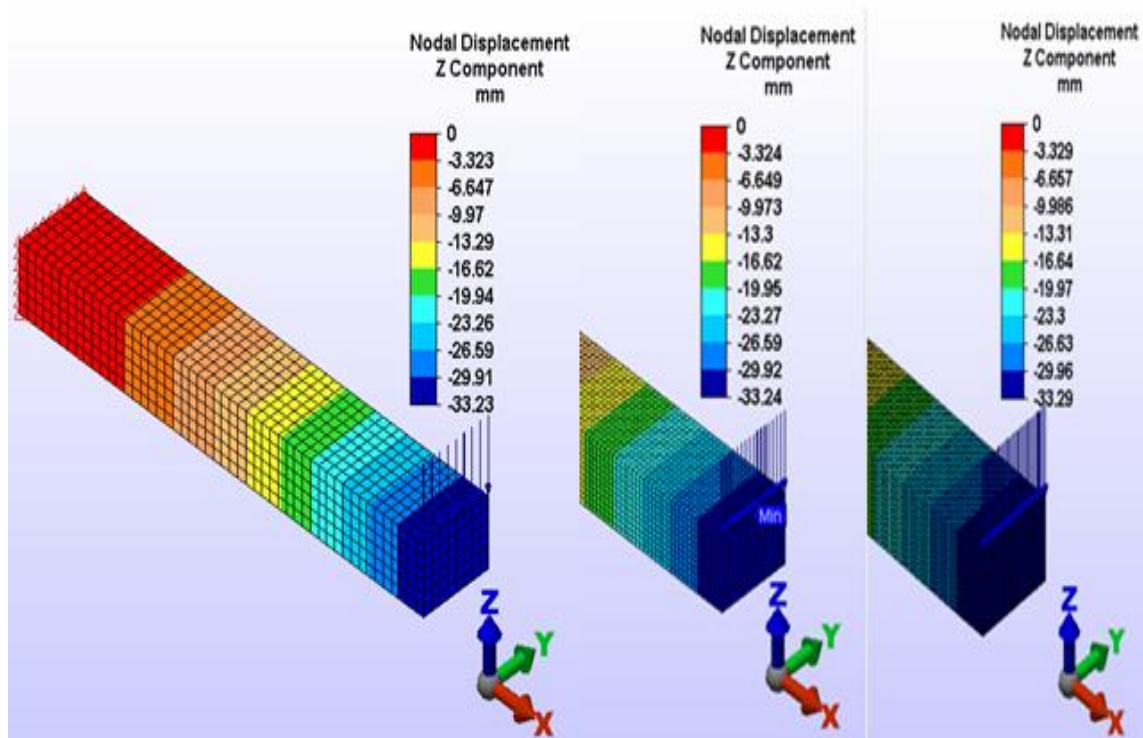 Nodal Displacement
Z Component
mm
0
-3.323
-6.647
-9.97
-13.29
-16.62
-19.94
-23.26
-26.59
-29.91
-33.23
Z
Y
X
Nodal Displacement
Z Component
mm
0
-3.324
-6.649
-9.973
-13.3
-16.62
-19.95
-23.27
-26.6
-29.92
-33.24
Min
Z
Y
X
Nodal Displacement
Z Component
mm
0
-3.329
-6.657
-9.986
-13.31
-16.64
-19.97
-23.3
-26.63
-29.96
-33.29
Z
Y
X